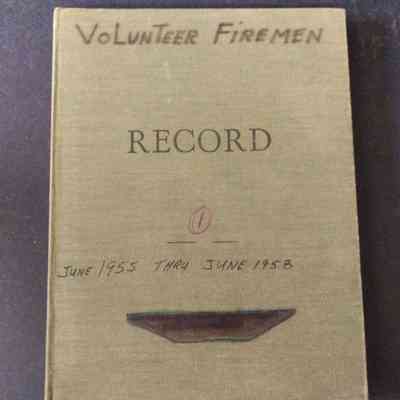 VOLUNTEER FIREMEN
RECORD
1
JUNE 1955 THRU JUNE 1958